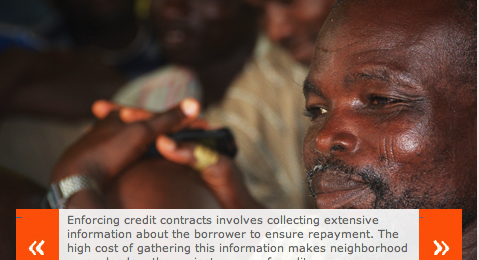 Enforcing credit contracts involves collecting extensive
information about the borrower to ensure repayment. The
high cost of gathering this information makes neighborhood